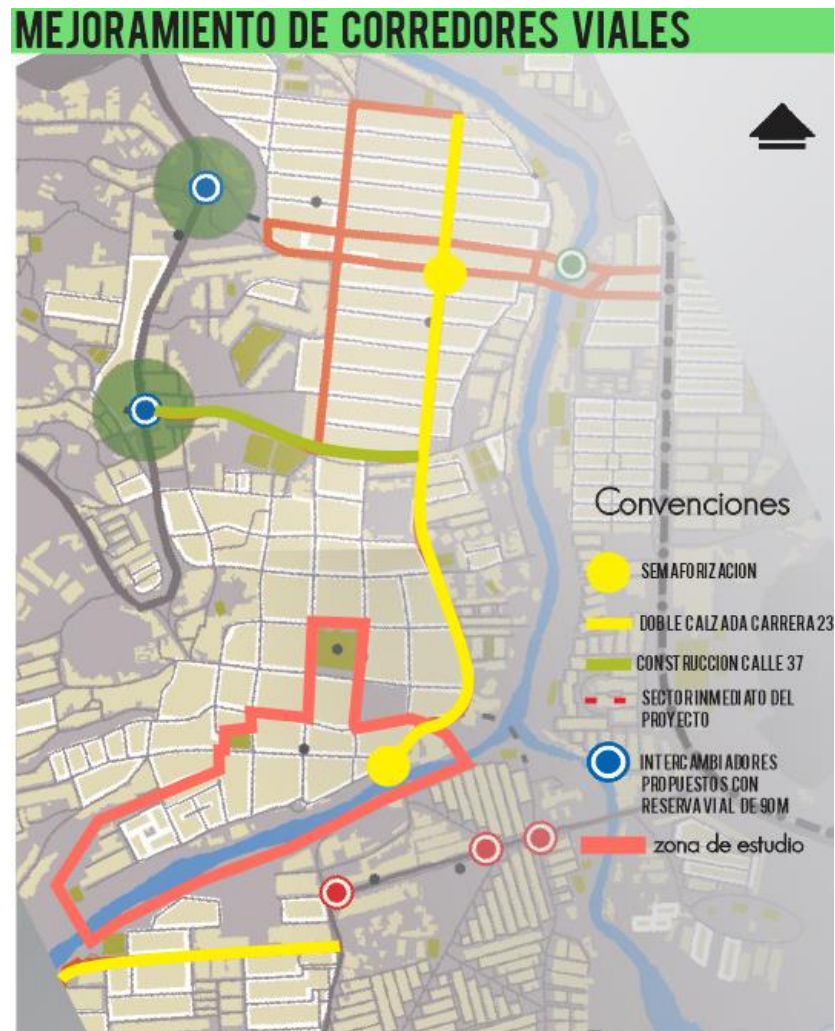 MEJORAMIENTO DE CORREDORES VIALES
Convenciones
SEMAFORIZACION
DOBLE CALZADA CARRERA 23
CONSTRUCCION CALLE 37
SECTOR INMEDIATO DEL
PROYECTO
INTERCAMBIADORES
PROPUESTOS CON
RESERVA VIAL DE 90M
zona de estudio